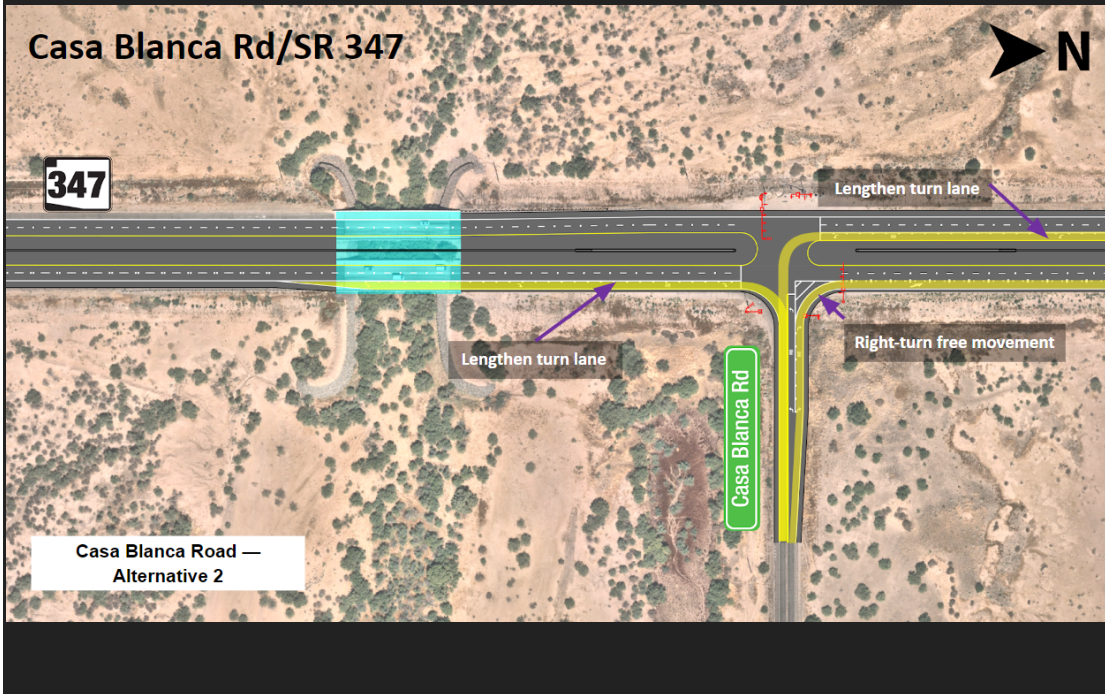 Casa Blanca Rd/SR 347
N
347
Lengthen turn lane
Right-turn free movement
Lengthen turn lane
Casa Blanca Rd
Casa Blanca Road —
Alternative 2